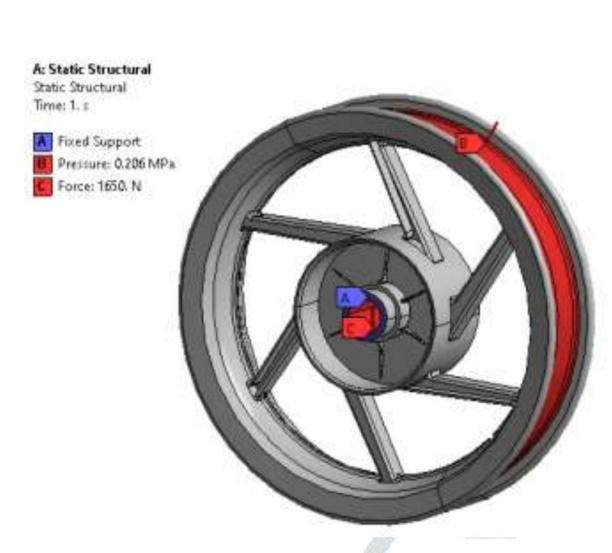 A: Static Structural
Static Structural
Time: 1. s
A Fixed Support
B Pressure: 0.206 MPa
C Force: 1650. N
B
A
C